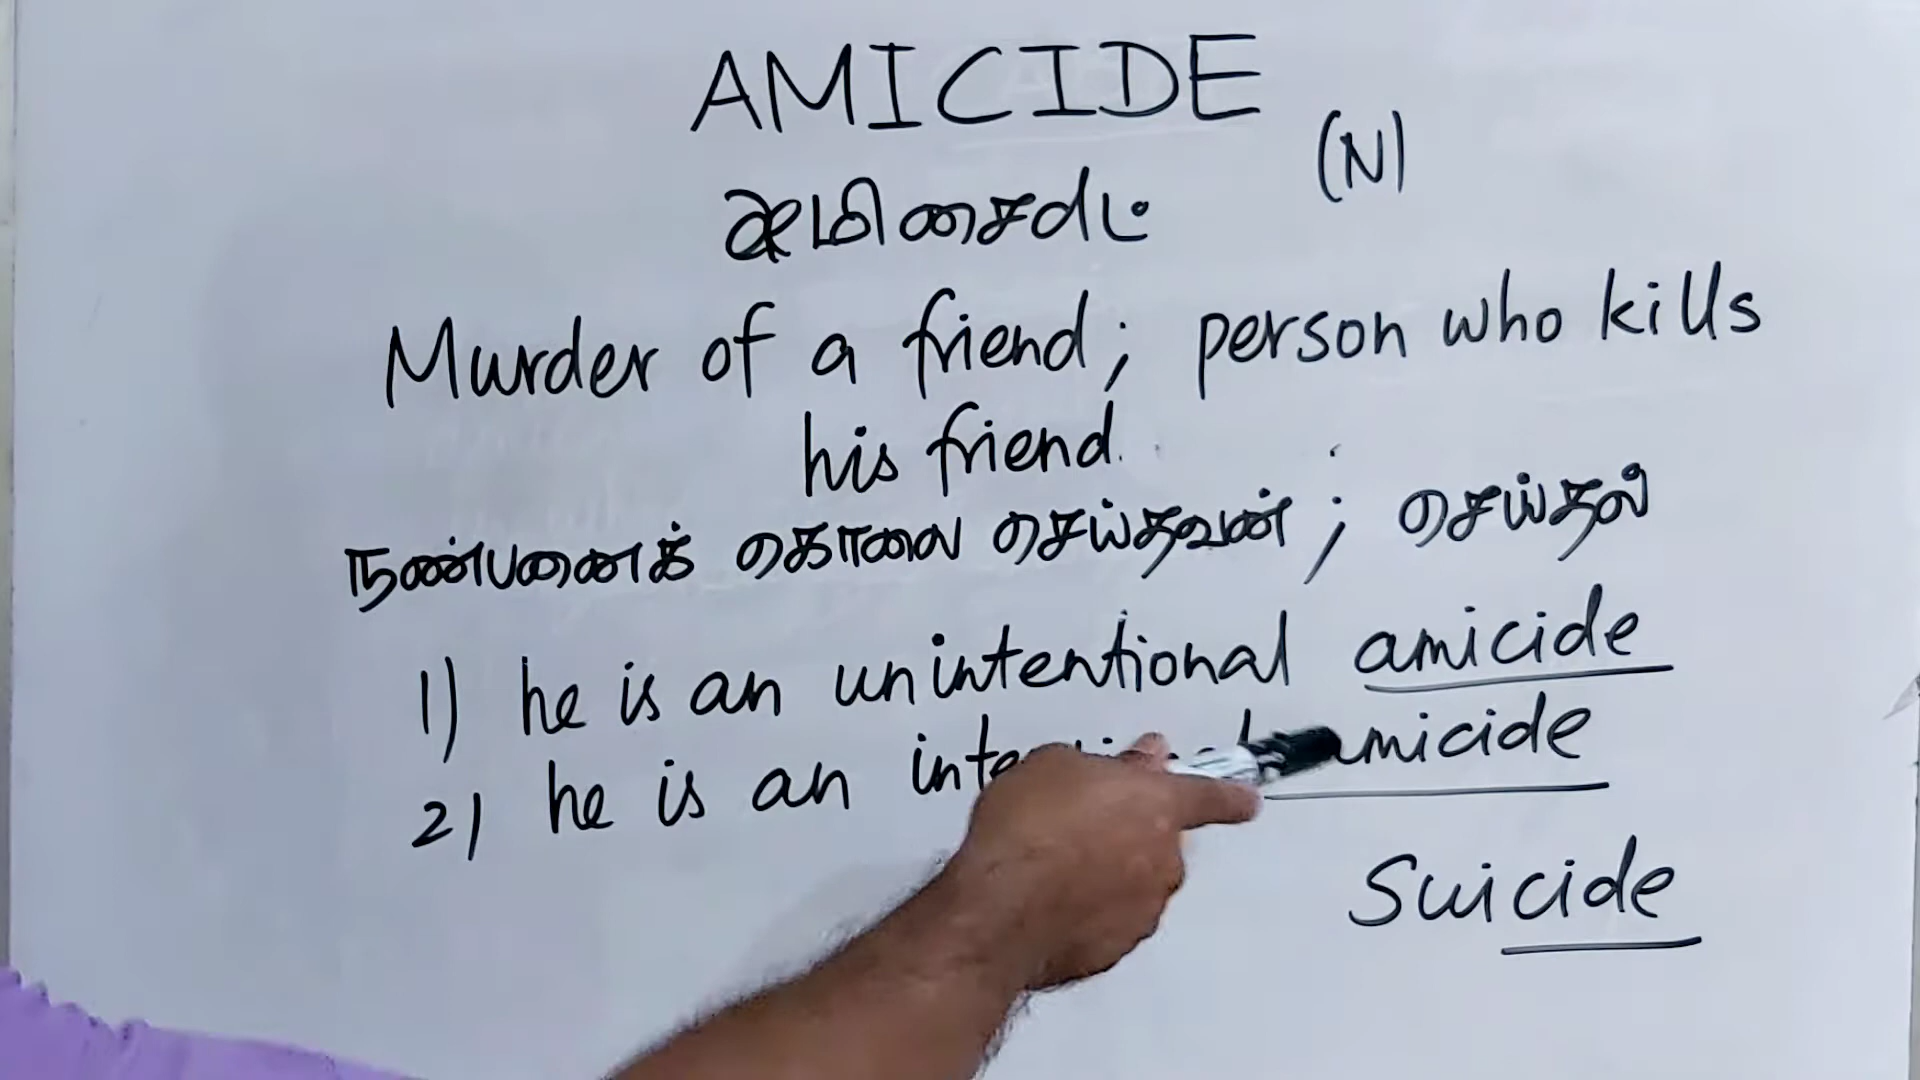 AMICIDE
(N)
அமிசைட்
Murder of a friend; person who kills
his friend.
நண்பனைக் கொலை செய்தவன் ; செய்தல்
1) he is an unintentional amicide
2) he is an amicide
Suicide